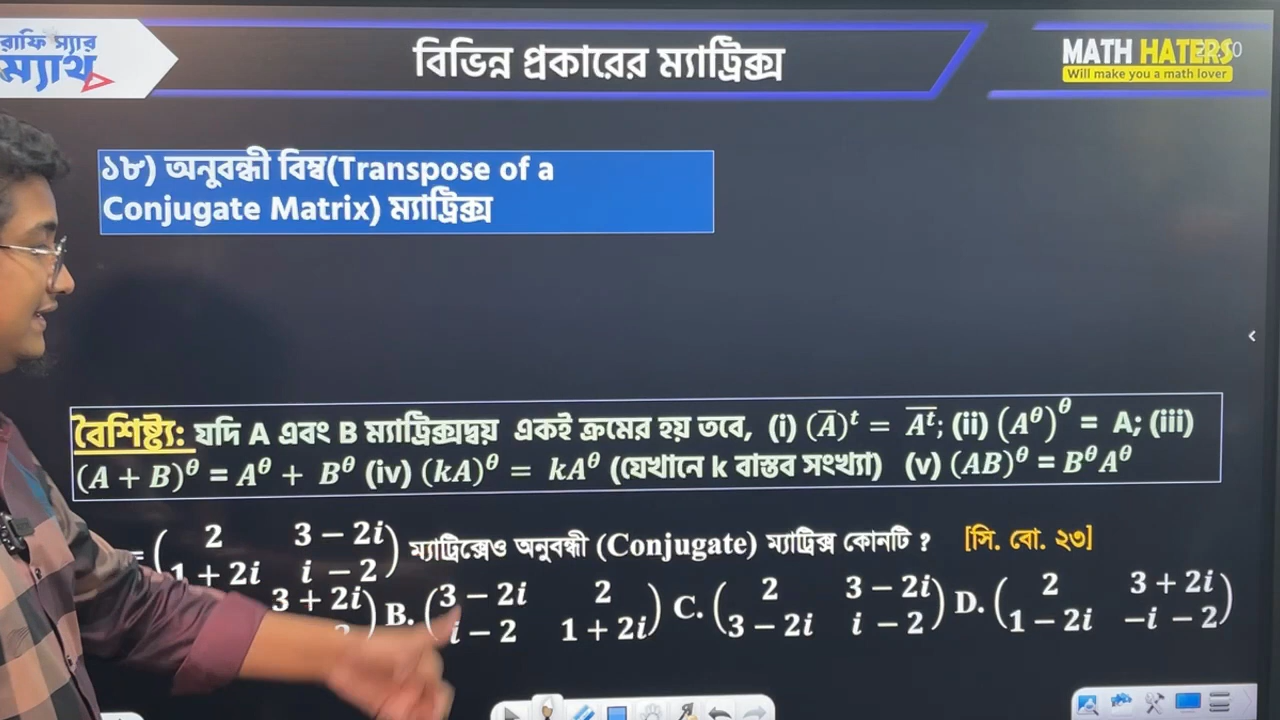 রাফি স্যার
ম্যাথ
বিভিন্ন প্রকারের ম্যাট্রিক্স
MATH HATERS
Will make you a math lover
১৮) অনুবন্ধী বিম্ব(Transpose of a
Conjugate Matrix) ম্যাট্রিক্স
বৈশিষ্ট্য: যদি A এবং B ম্যাট্রিক্সদ্বয় একই ক্রমের হয় তবে, (i) (A̅)ᵗ = A̅ᵗ; (ii) (A^θ)^θ = A; (iii)
(A + B)^θ = A^θ + B^θ (iv) (kA)^θ = kA^θ (যেখানে k বাস্তব সংখ্যা) (v) (AB)^θ = B^θ A^θ
= (2 3 − 2i
1 + 2i i − 2) ম্যাট্রিক্সেও অনুবন্ধী (Conjugate) ম্যাট্রিক্স কোনটি ? [সি. বো. ২৩]
3 + 2i) B. (3 − 2i 2
i − 2 1 + 2i) C. (2 3 − 2i
3 − 2i i − 2) D. (2 3 + 2i
1 − 2i −i − 2)